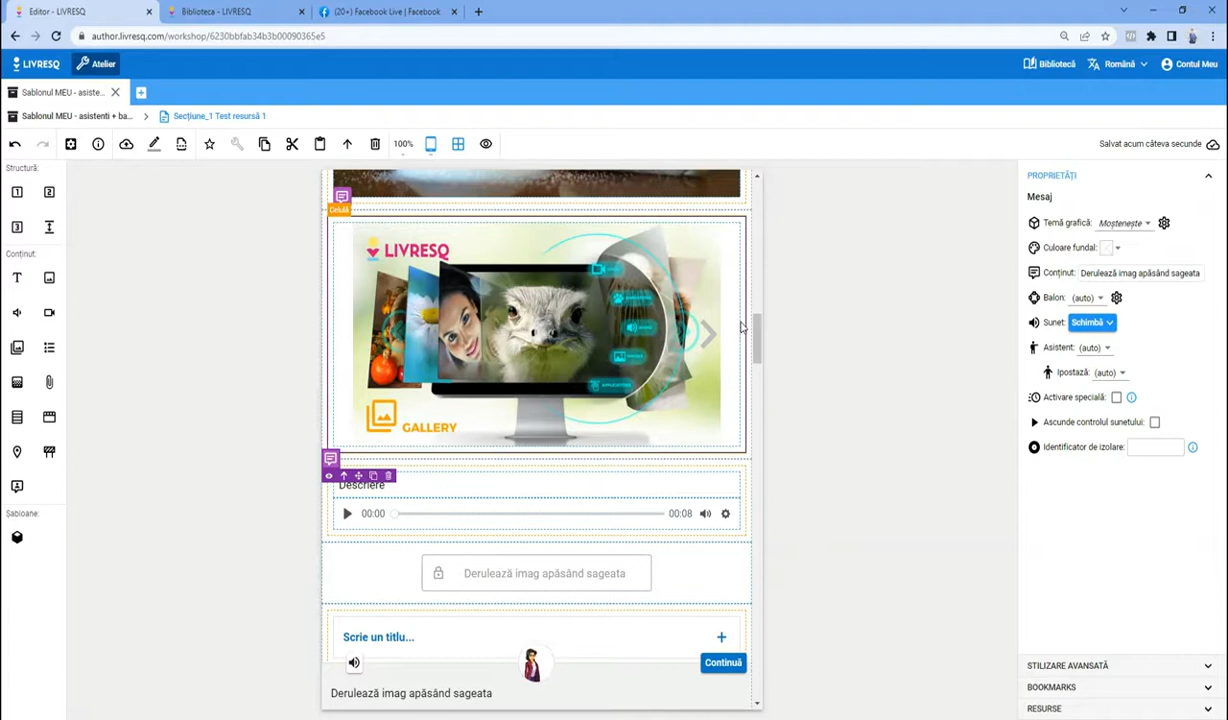 Editor - LIVRESQ
Biblioteca - LIVRESQ
(20+) Facebook Live | Facebook
author.livresq.com/workshop/6230bbfab34b3b00090365e5
LIVRESQ
Atelier
Bibliotecă
Română
Contul Meu
Sablonul MEU - asiste...
Sablonul MEU - asistenti + ba...
Secțiune_1 Test resursă 1
100%
Salvat acum câteva secunde
Structură:
1
2
3
Conținut:
Șabloane:
Celulă
LIVRESQ
GALLERY
Descriere
00:00
00:08
Derulează imag apăsând sageata
Scrie un titlu...
Continuă
Derulează imag apăsând sageata
PROPRIETĂȚI
Mesaj
Temă grafică: Moștenește
Culoare fundal:
Conținut: Derulează imag apăsând sageata
Balon: (auto)
Sunet: Schimbă
Asistent: (auto)
Ipostază: (auto)
Activare specială:
Ascunde controlul sunetului:
Identificator de izolare:
STILIZARE AVANSATĂ
BOOKMARKS
RESURSE